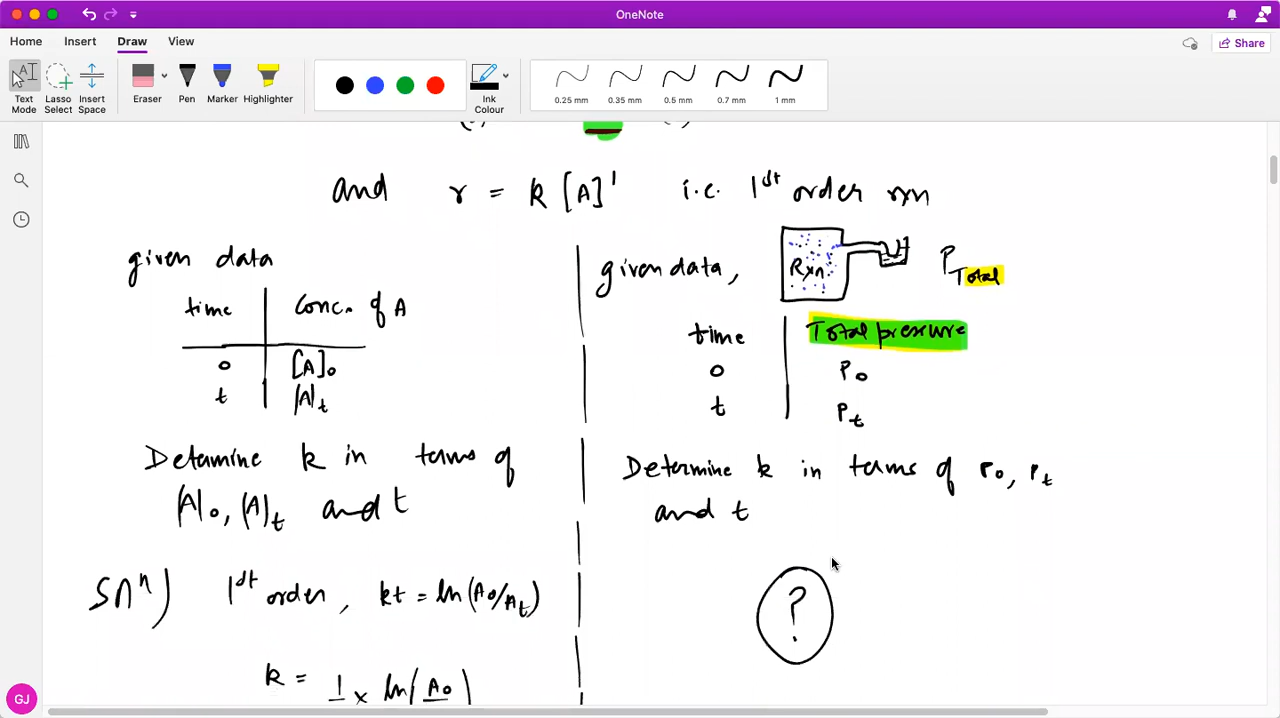 OneNote
Home Insert Draw View
Share
Text Mode
Lasso Select
Insert Space
Eraser
Pen
Marker
Highlighter
Ink Colour
0.25 mm 0.35 mm 0.5 mm 0.7 mm 1 mm
and r = k [A]¹ i.e. 1st order rxn
given data
time Conc. of A
0 [A]₀
t [A]t
Determine k in terms of
[A]₀, [A]t and t
Solⁿ) 1st order, kt = ln(A₀/At)
k = 1 x ln(A₀)
given data,
Rxn
P Total
time Total pressure
0 P₀
t Pt
Determine k in terms of P₀, Pt
and t
?
GJ